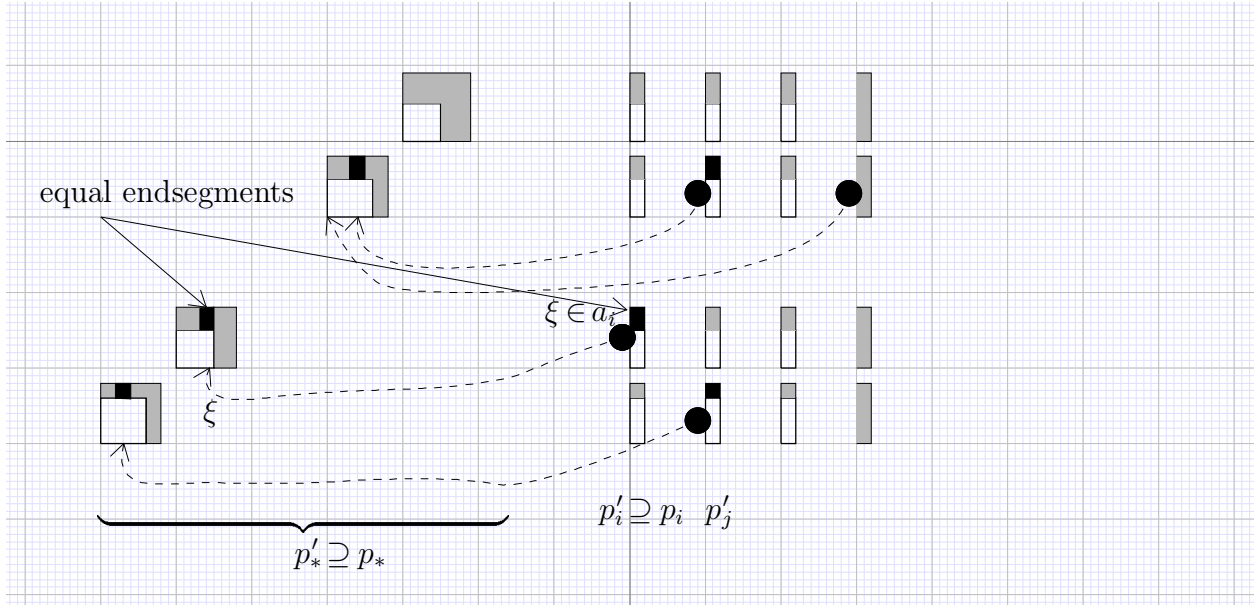 equal endsegments
ξ ∈ a_i
ξ
p'_i ⊇ p_i p'_j
p'_* ⊇ p_*